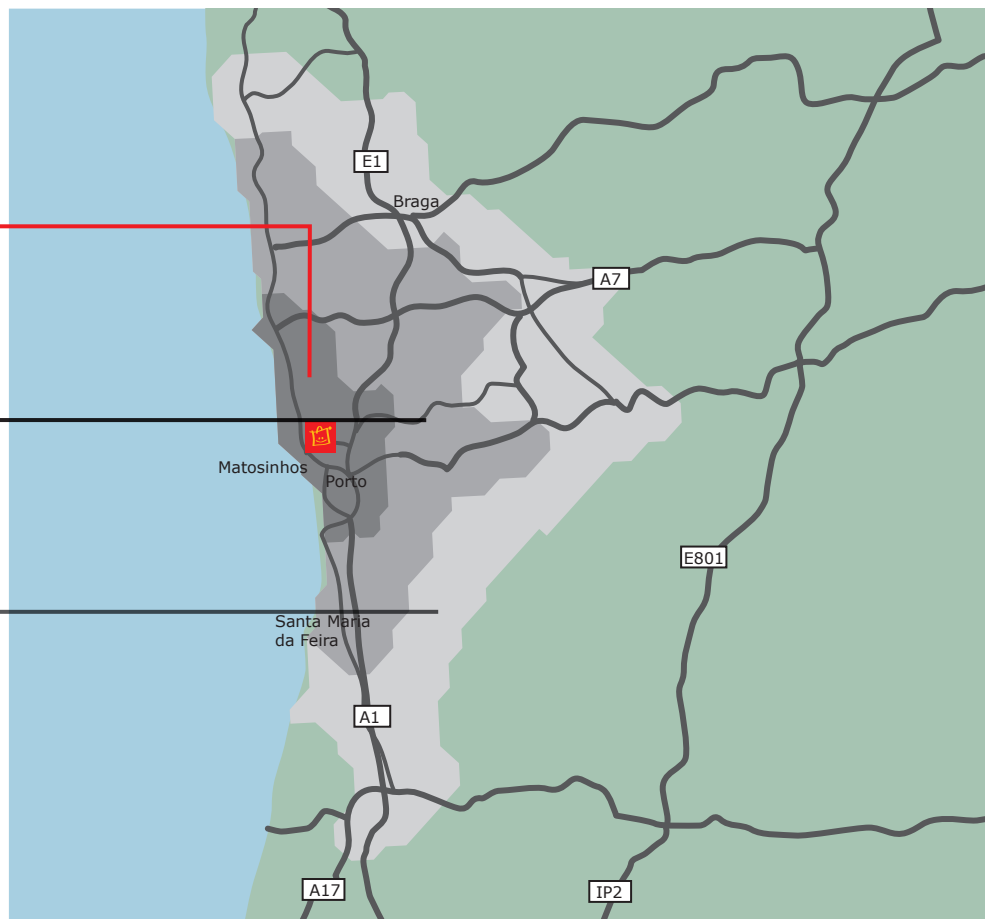 E1
Braga
A7
Matosinhos
Porto
E801
Santa Maria
da Feira
A1
A17
IP2